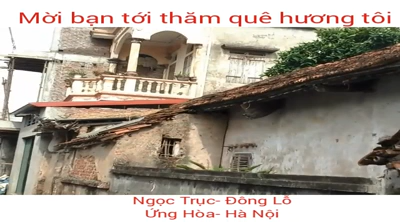 Mời bạn tới thăm quê hương tôi
Ngọc Trục- Đông Lỗ
Ứng Hòa- Hà Nội